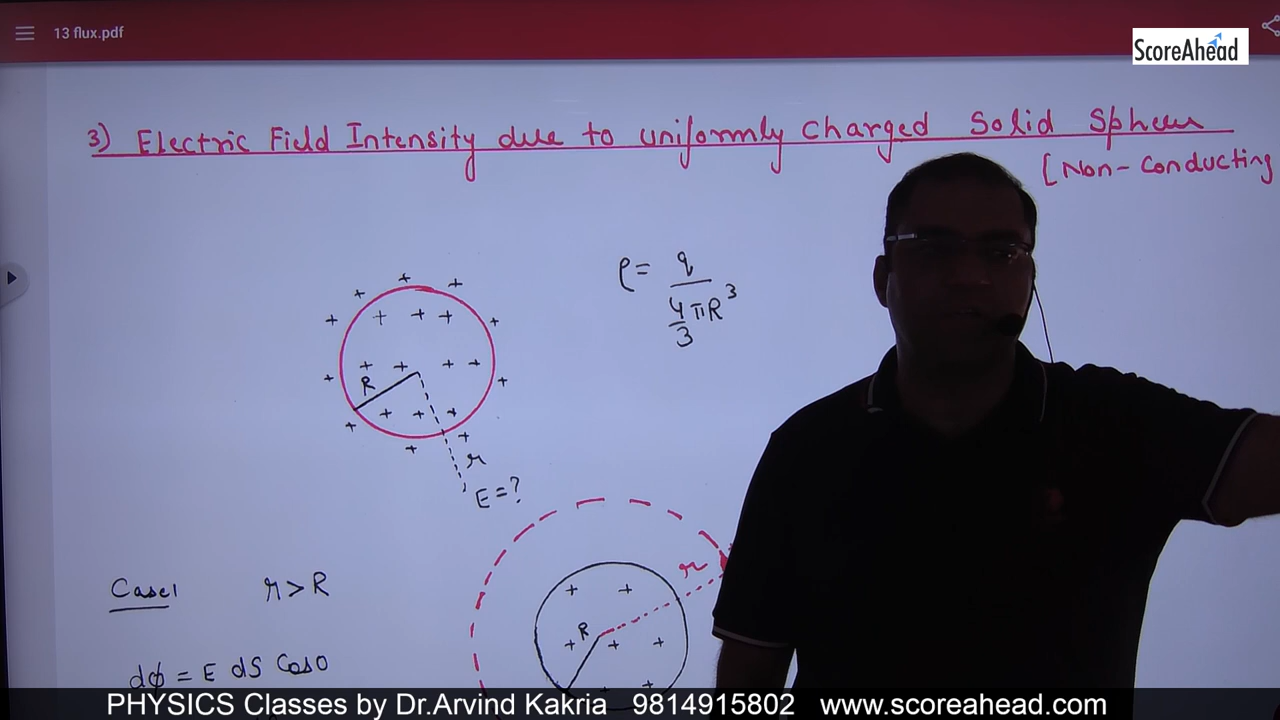 13 flux.pdf
ScoreAhead
3) Electric Field Intensity due to uniformly charged Solid Sphere
[Non-Conducting
ρ = q
4/3 πR³
R
r
E = ?
r
Case1 r > R
R
dφ = E dS Cos0
PHYSICS Classes by Dr.Arvind Kakria 9814915802 www.scoreahead.com